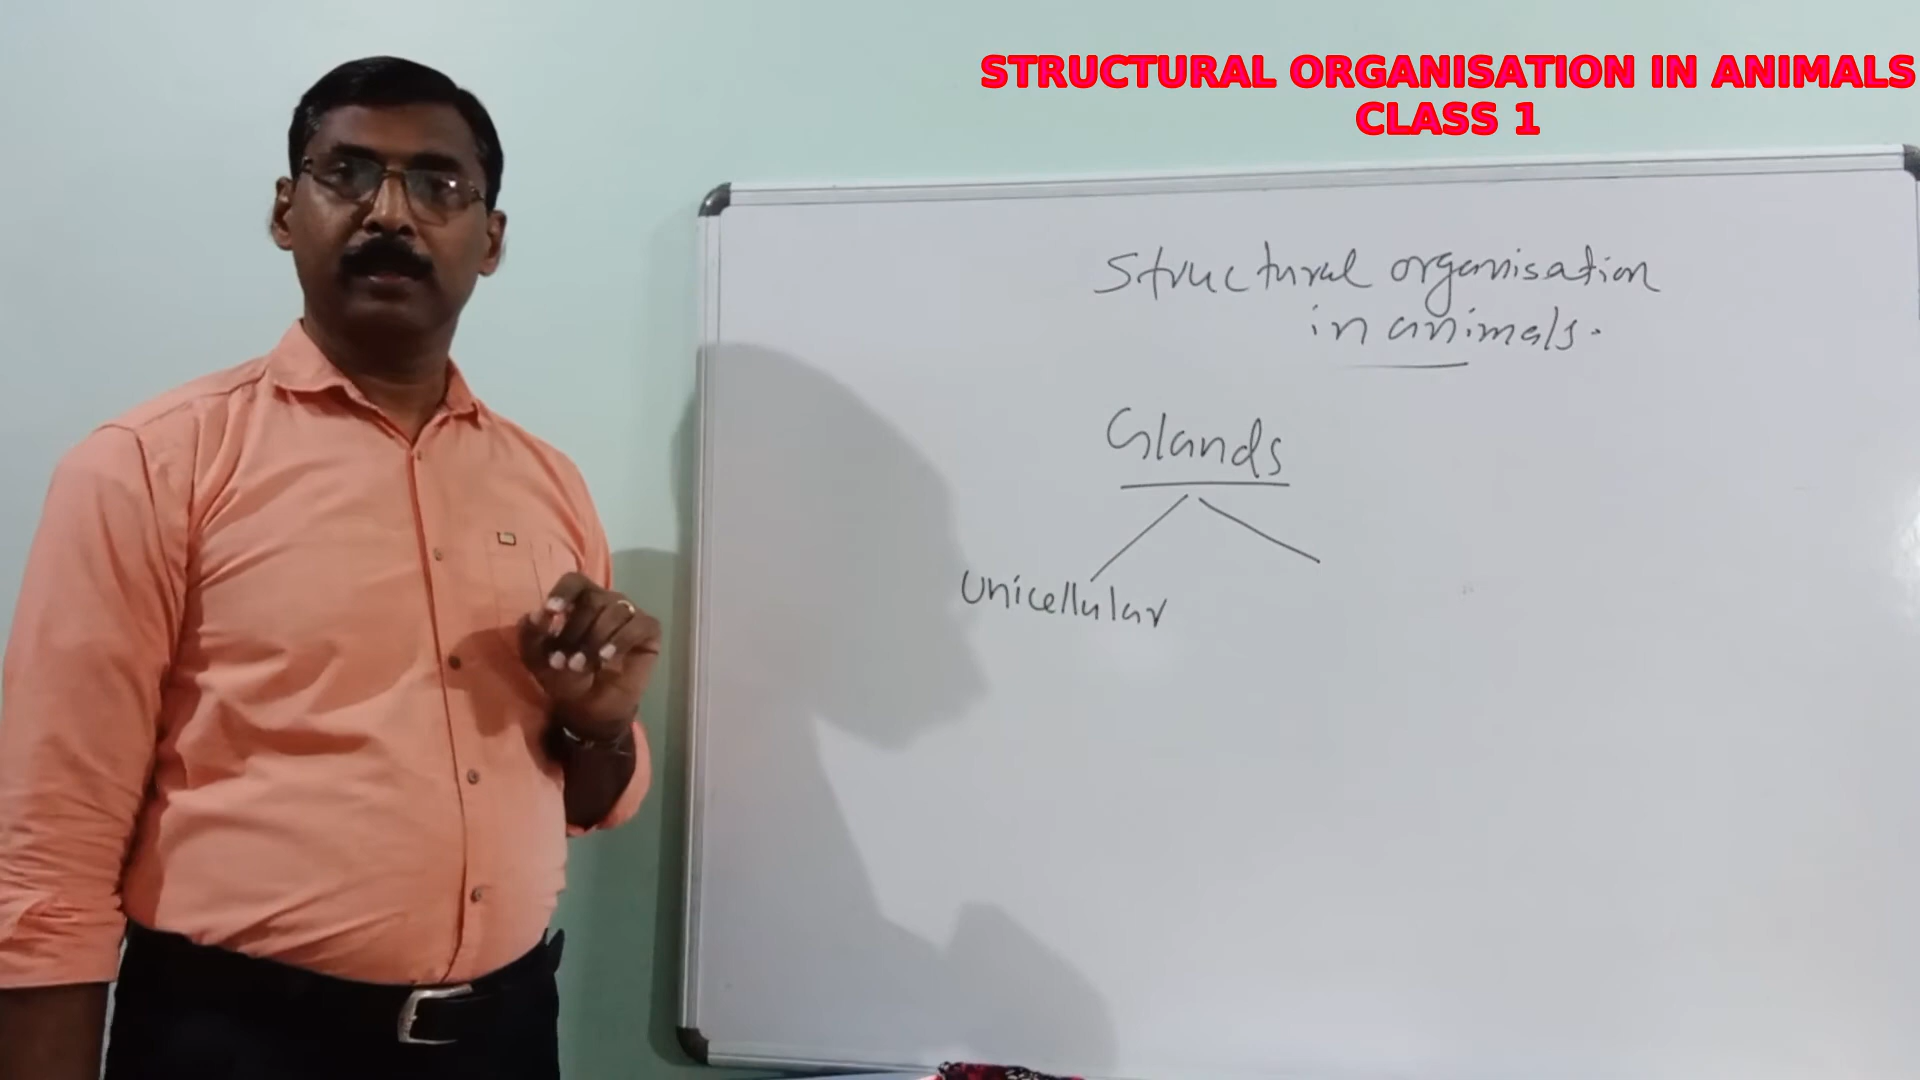 STRUCTURAL ORGANISATION IN ANIMALS
CLASS 1
Structural organisation
in animals.
Glands
Unicellular